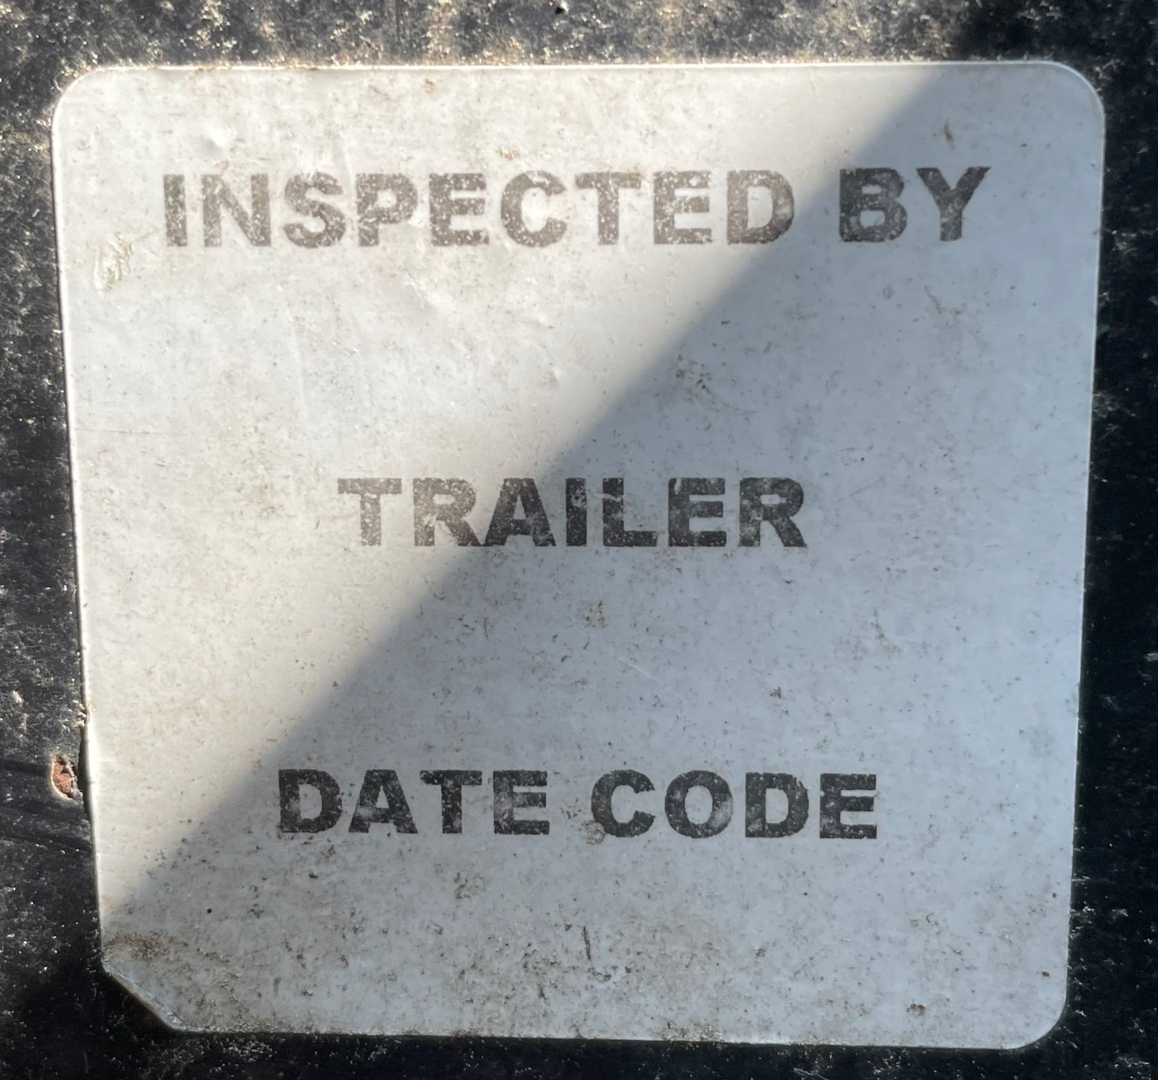 INSPECTED BY
TRAILER
DATE CODE